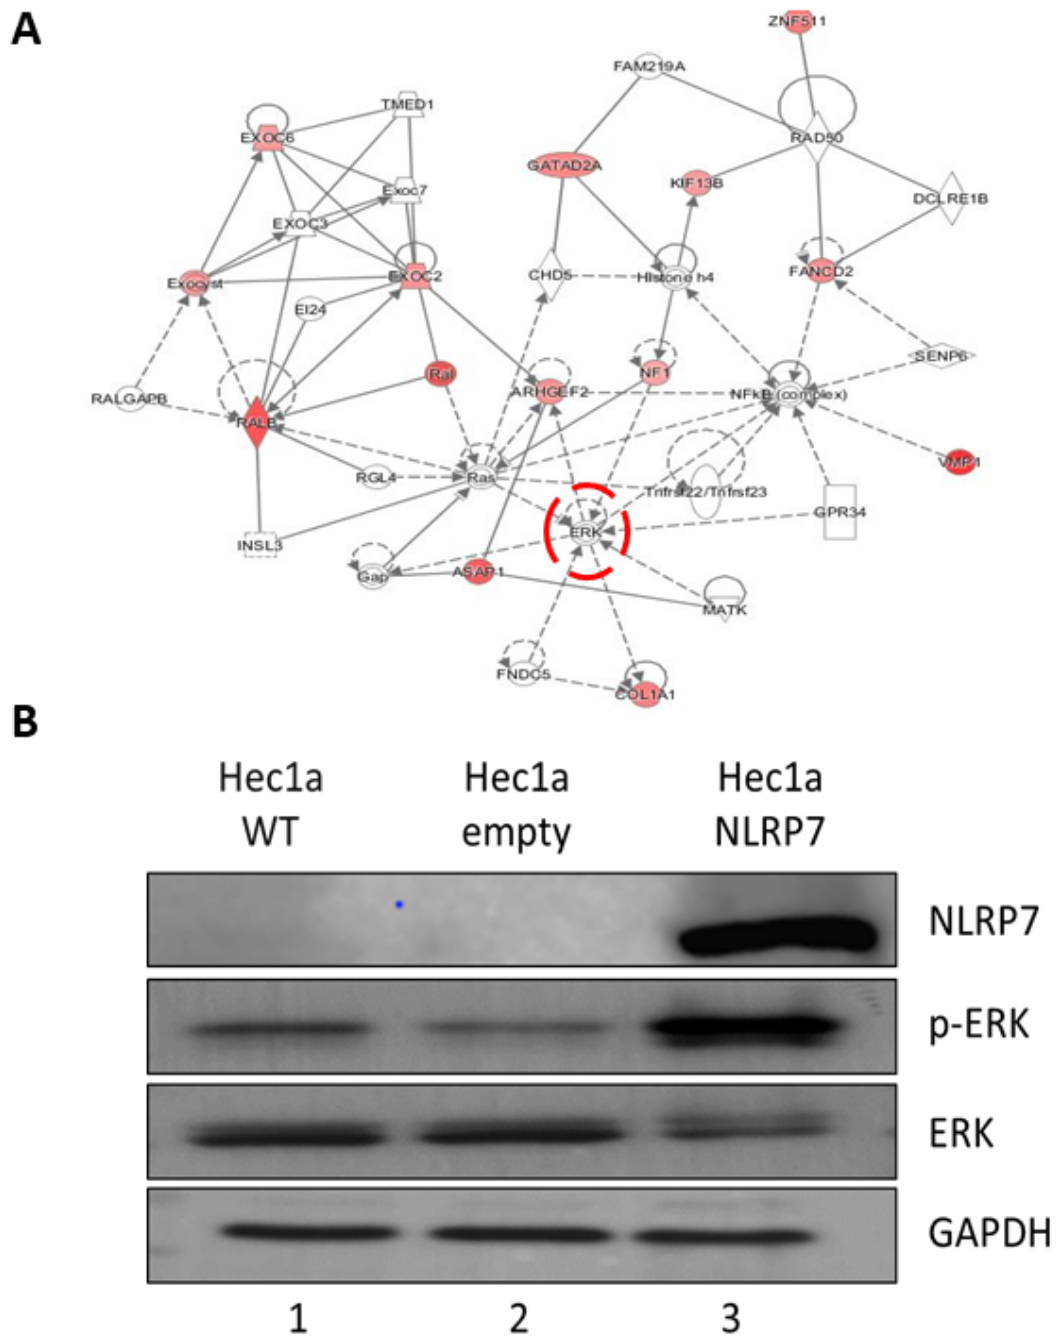 A
ZNF511
FAM219A
TMED1
EXOC6
RAD50
GATAD2A
KIF13B
Exoc7
DCLRE1B
EXOC3
Exocyst
EXOC2
CHD5
Histone h4
FANCD2
EI24
SENP6
Ral
NF1
ARHGEF2
NFkB (complex)
RALGAPB
RALB
VMP1
RGL4
Ras
Tnfrsf22/Tnfrsf23
GPR34
ERK
INSL3
Gap
ASAP1
MATK
FNDC5
COL1A1
B
Hec1a WT
Hec1a empty
Hec1a NLRP7
NLRP7
p-ERK
ERK
GAPDH
1 2 3